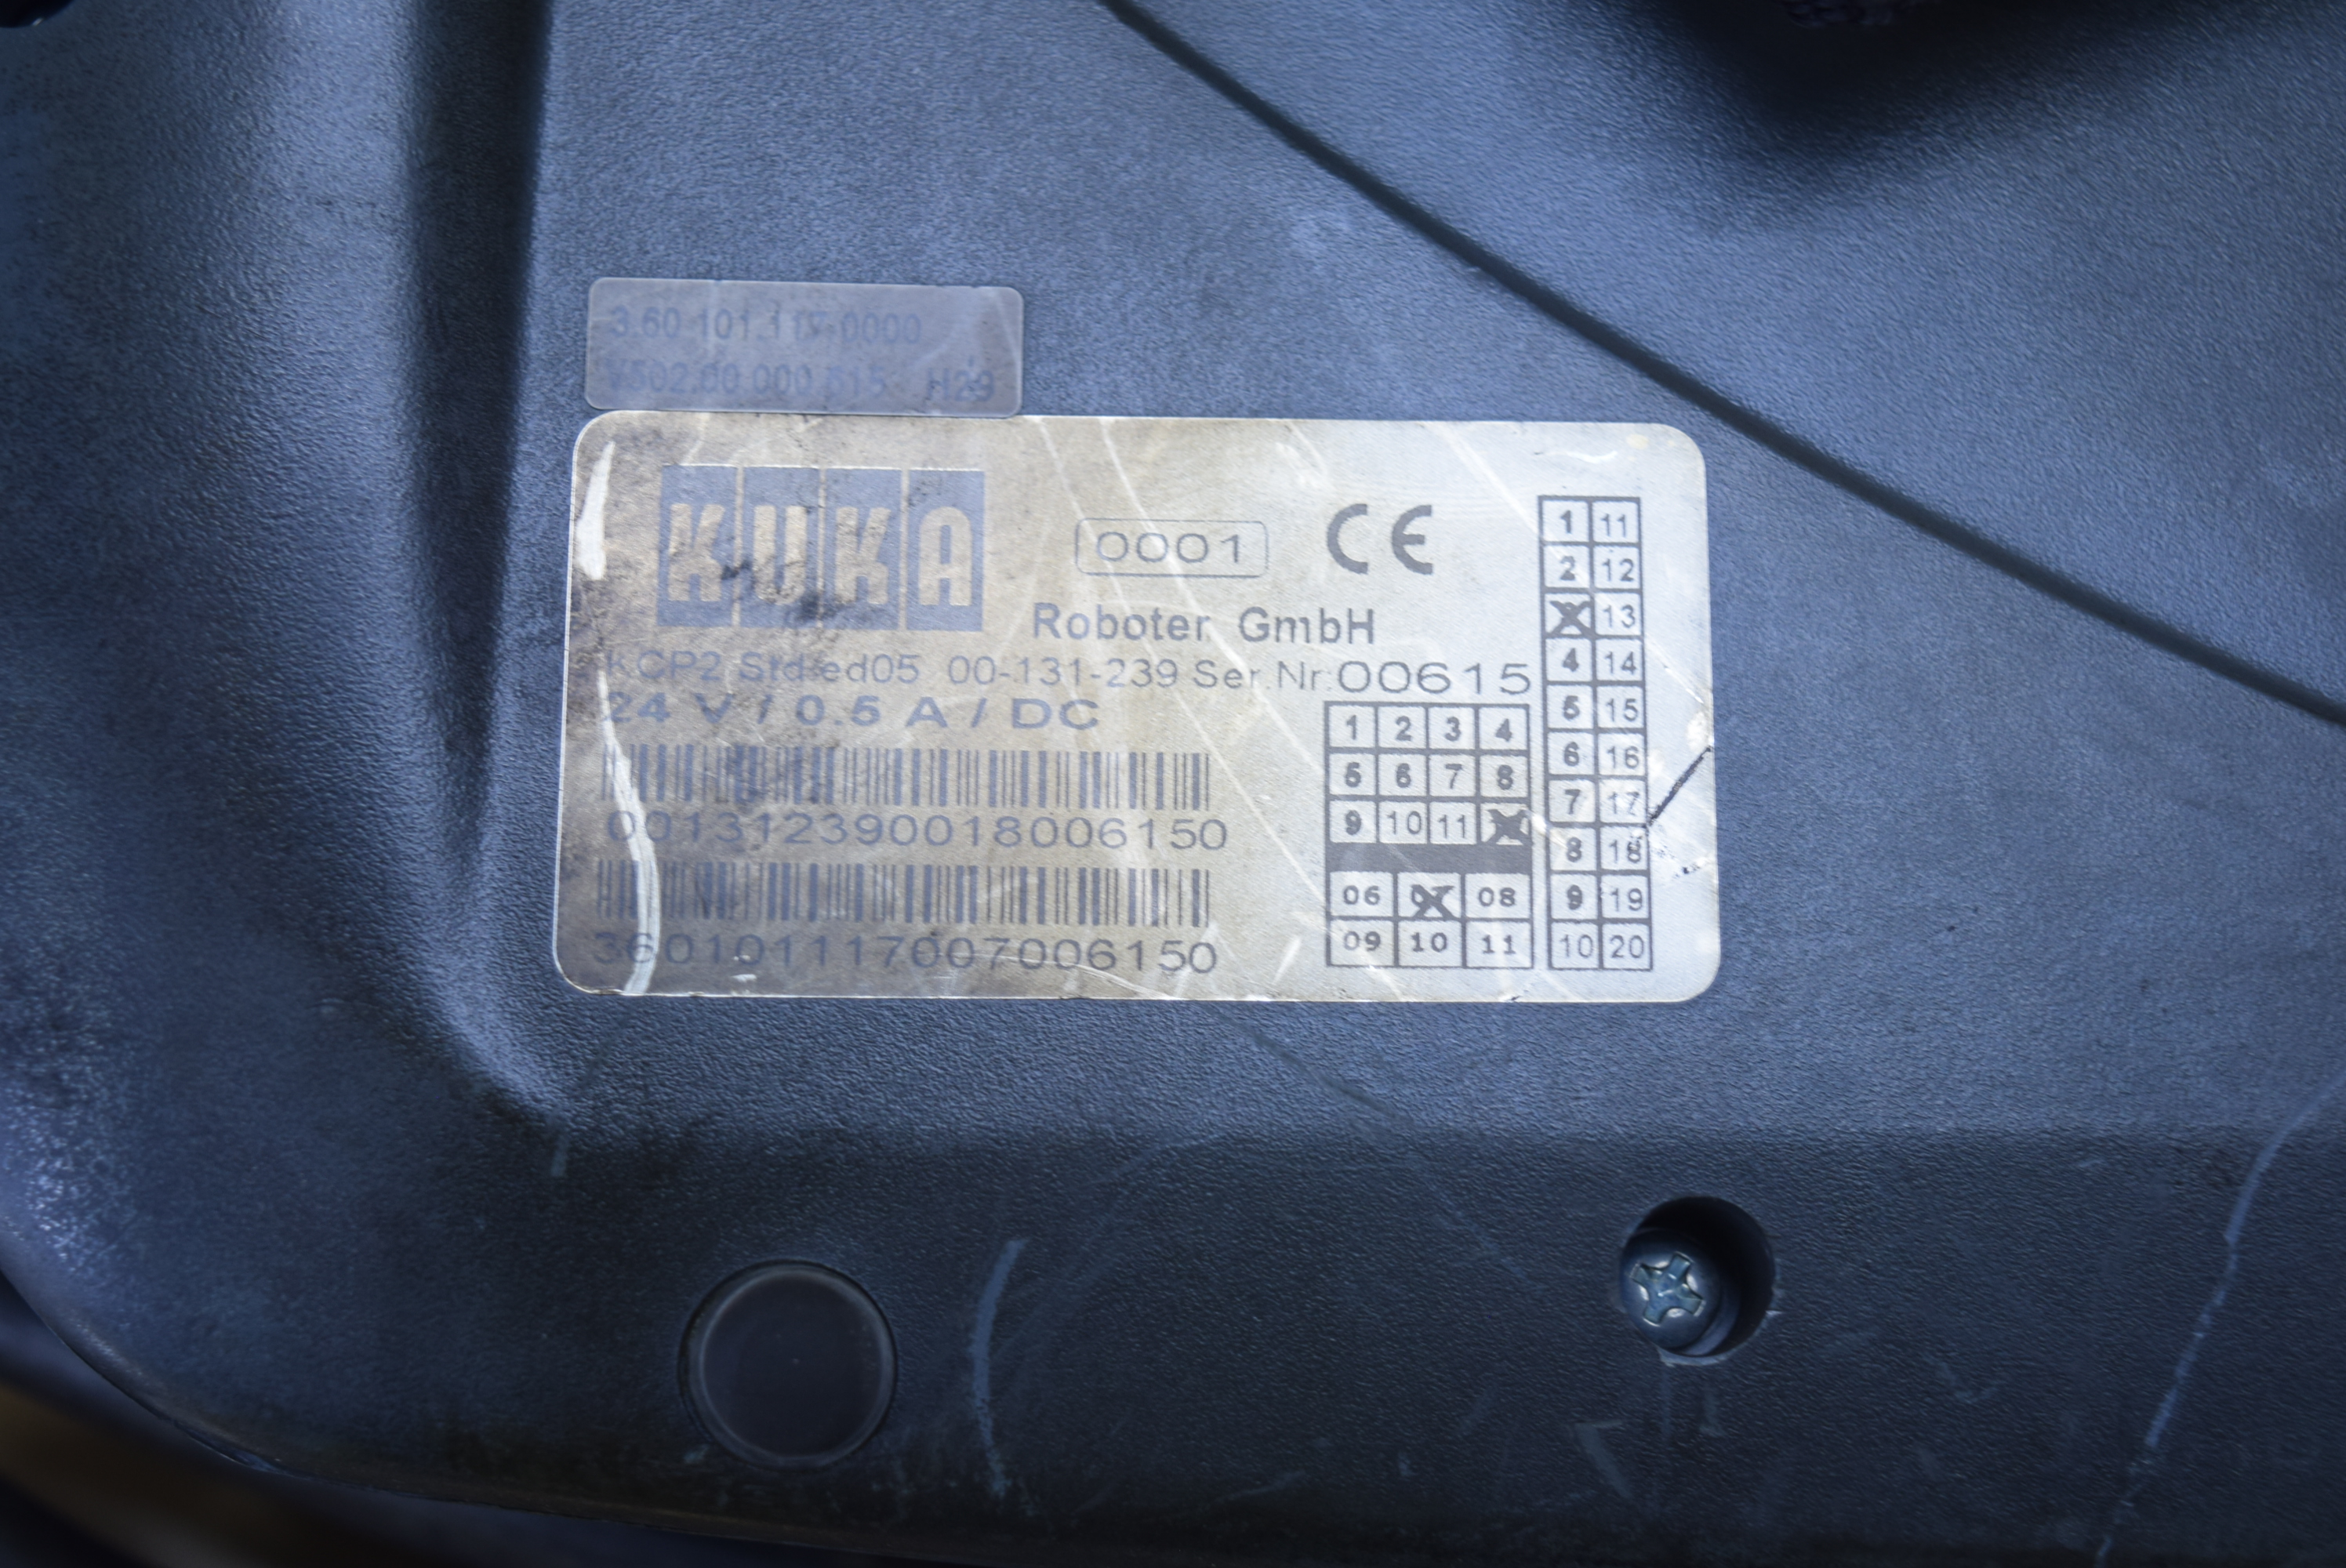 3.60.101.117.0000
V502.00.000.615 H29
KUKA
0001 CE
Roboter GmbH
KCP2 Std-ed05 00-131-239 Ser.Nr:00615
24 V / 0.5 A / DC
001312390018006150
360101117007006150
1 2 3 4
5 6 7 8
9 10 11
06 08
09 10 11
1 11
2 12
13
4 14
5 15
6 16
7 17
8 18
9 19
10 20